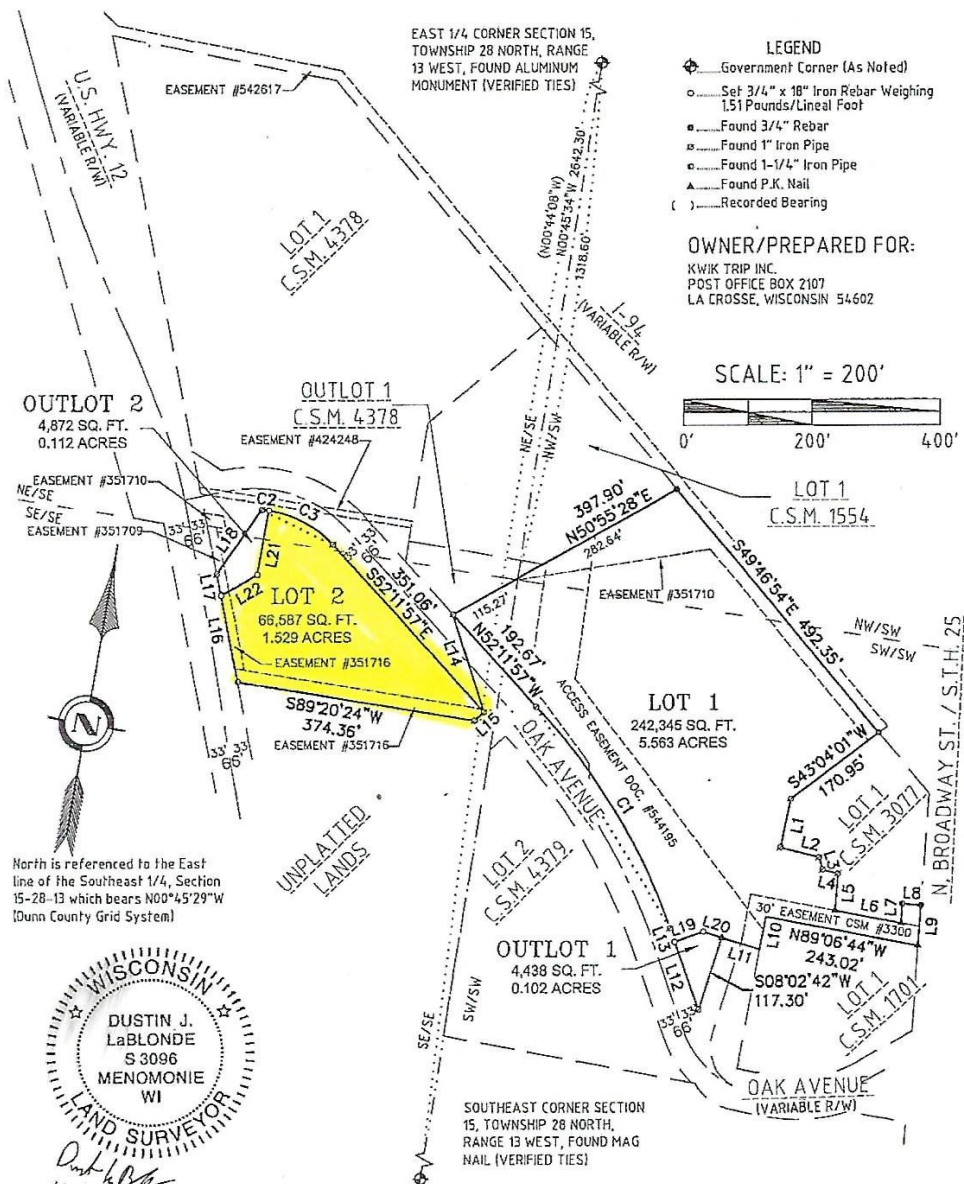 EAST 1/4 CORNER SECTION 15,
TOWNSHIP 28 NORTH, RANGE
13 WEST, FOUND ALUMINUM
MONUMENT (VERIFIED TIES)
LEGEND
Government Corner (As Noted)
Set 3/4" x 18" Iron Rebar Weighing
1.51 Pounds/Lineal Foot
Found 3/4" Rebar
Found 1" Iron Pipe
Found 1-1/4" Iron Pipe
Found P.K. Nail
( ) Recorded Bearing
OWNER/PREPARED FOR:
KWIK TRIP INC.
POST OFFICE BOX 2107
LA CROSSE, WISCONSIN 54602
SCALE: 1" = 200'
0' 200' 400'
U.S. HWY. 12
(VARIABLE R/W)
EASEMENT #542617
LOT 1
C.S.M. 4378
(N00°44'08"W)
N00°45'34"W 2642.30'
1318.60'
I-94
(VARIABLE R/W)
NE/SE
NW/SW
OUTLOT 2
4,872 SQ. FT.
0.112 ACRES
OUTLOT 1
C.S.M. 4378
EASEMENT #424248
EASEMENT #351710
NE/SE
SE/SE
EASEMENT #351709
33' 33'
66'
C2
C3
L18
L21
L17
L22
L16
33'
66'
LOT 2
66,587 SQ. FT.
1.529 ACRES
EASEMENT #351716
351.06'
S52°11'57"E
L14
S89°20'24"W
374.36'
EASEMENT #351716
L15
33' 33'
66'
397.90'
N50°55'28"E
282.64'
115.27'
LOT 1
C.S.M. 1554
EASEMENT #351710
192.67'
N52°11'57"W
S49°46'54"E 492.35'
NW/SW
SW/SW
N. BROADWAY ST. / S.T.H. 25
ACCESS EASEMENT DOC. #544195
LOT 1
242,345 SQ. FT.
5.563 ACRES
S43°04'01"W
170.95'
OAK AVENUE
C1
LOT 1
C.S.M. 3077
L1
L2
L3
L4
L5
L6
L7
L8
L9
30' EASEMENT CSM #3300
N89°06'44"W
243.02'
L10
L11
L19
L20
L13
L12
S08°02'42"W
117.30'
LOT 1
C.S.M. 1701
UNPLATTED
LANDS
LOT 2
C.S.M. 4379
OUTLOT 1
4,438 SQ. FT.
0.102 ACRES
33' 33'
66'
SW/SW
SE/SE
OAK AVENUE
(VARIABLE R/W)
N
North is referenced to the East
line of the Southeast 1/4, Section
15-28-13 which bears N00°45'29"W
(Dunn County Grid System)
WISCONSIN
DUSTIN J.
LaBLONDE
S 3096
MENOMONIE
WI
LAND SURVEYOR
SOUTHEAST CORNER SECTION
15, TOWNSHIP 28 NORTH,
RANGE 13 WEST, FOUND MAG
NAIL (VERIFIED TIES)